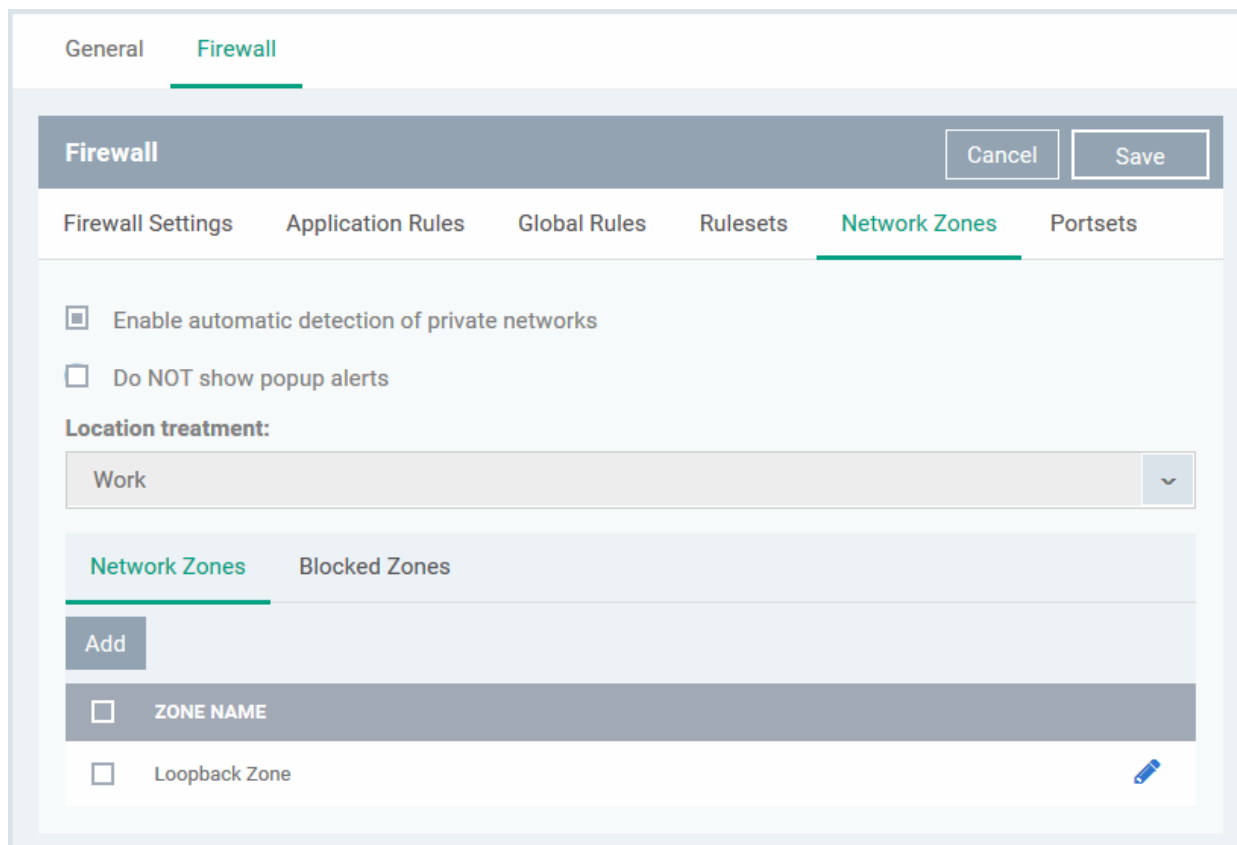 General Firewall
Firewall Cancel Save
Firewall Settings Application Rules Global Rules Rulesets Network Zones Portsets
Enable automatic detection of private networks
Do NOT show popup alerts
Location treatment:
Work
Network Zones Blocked Zones
Add
ZONE NAME
Loopback Zone